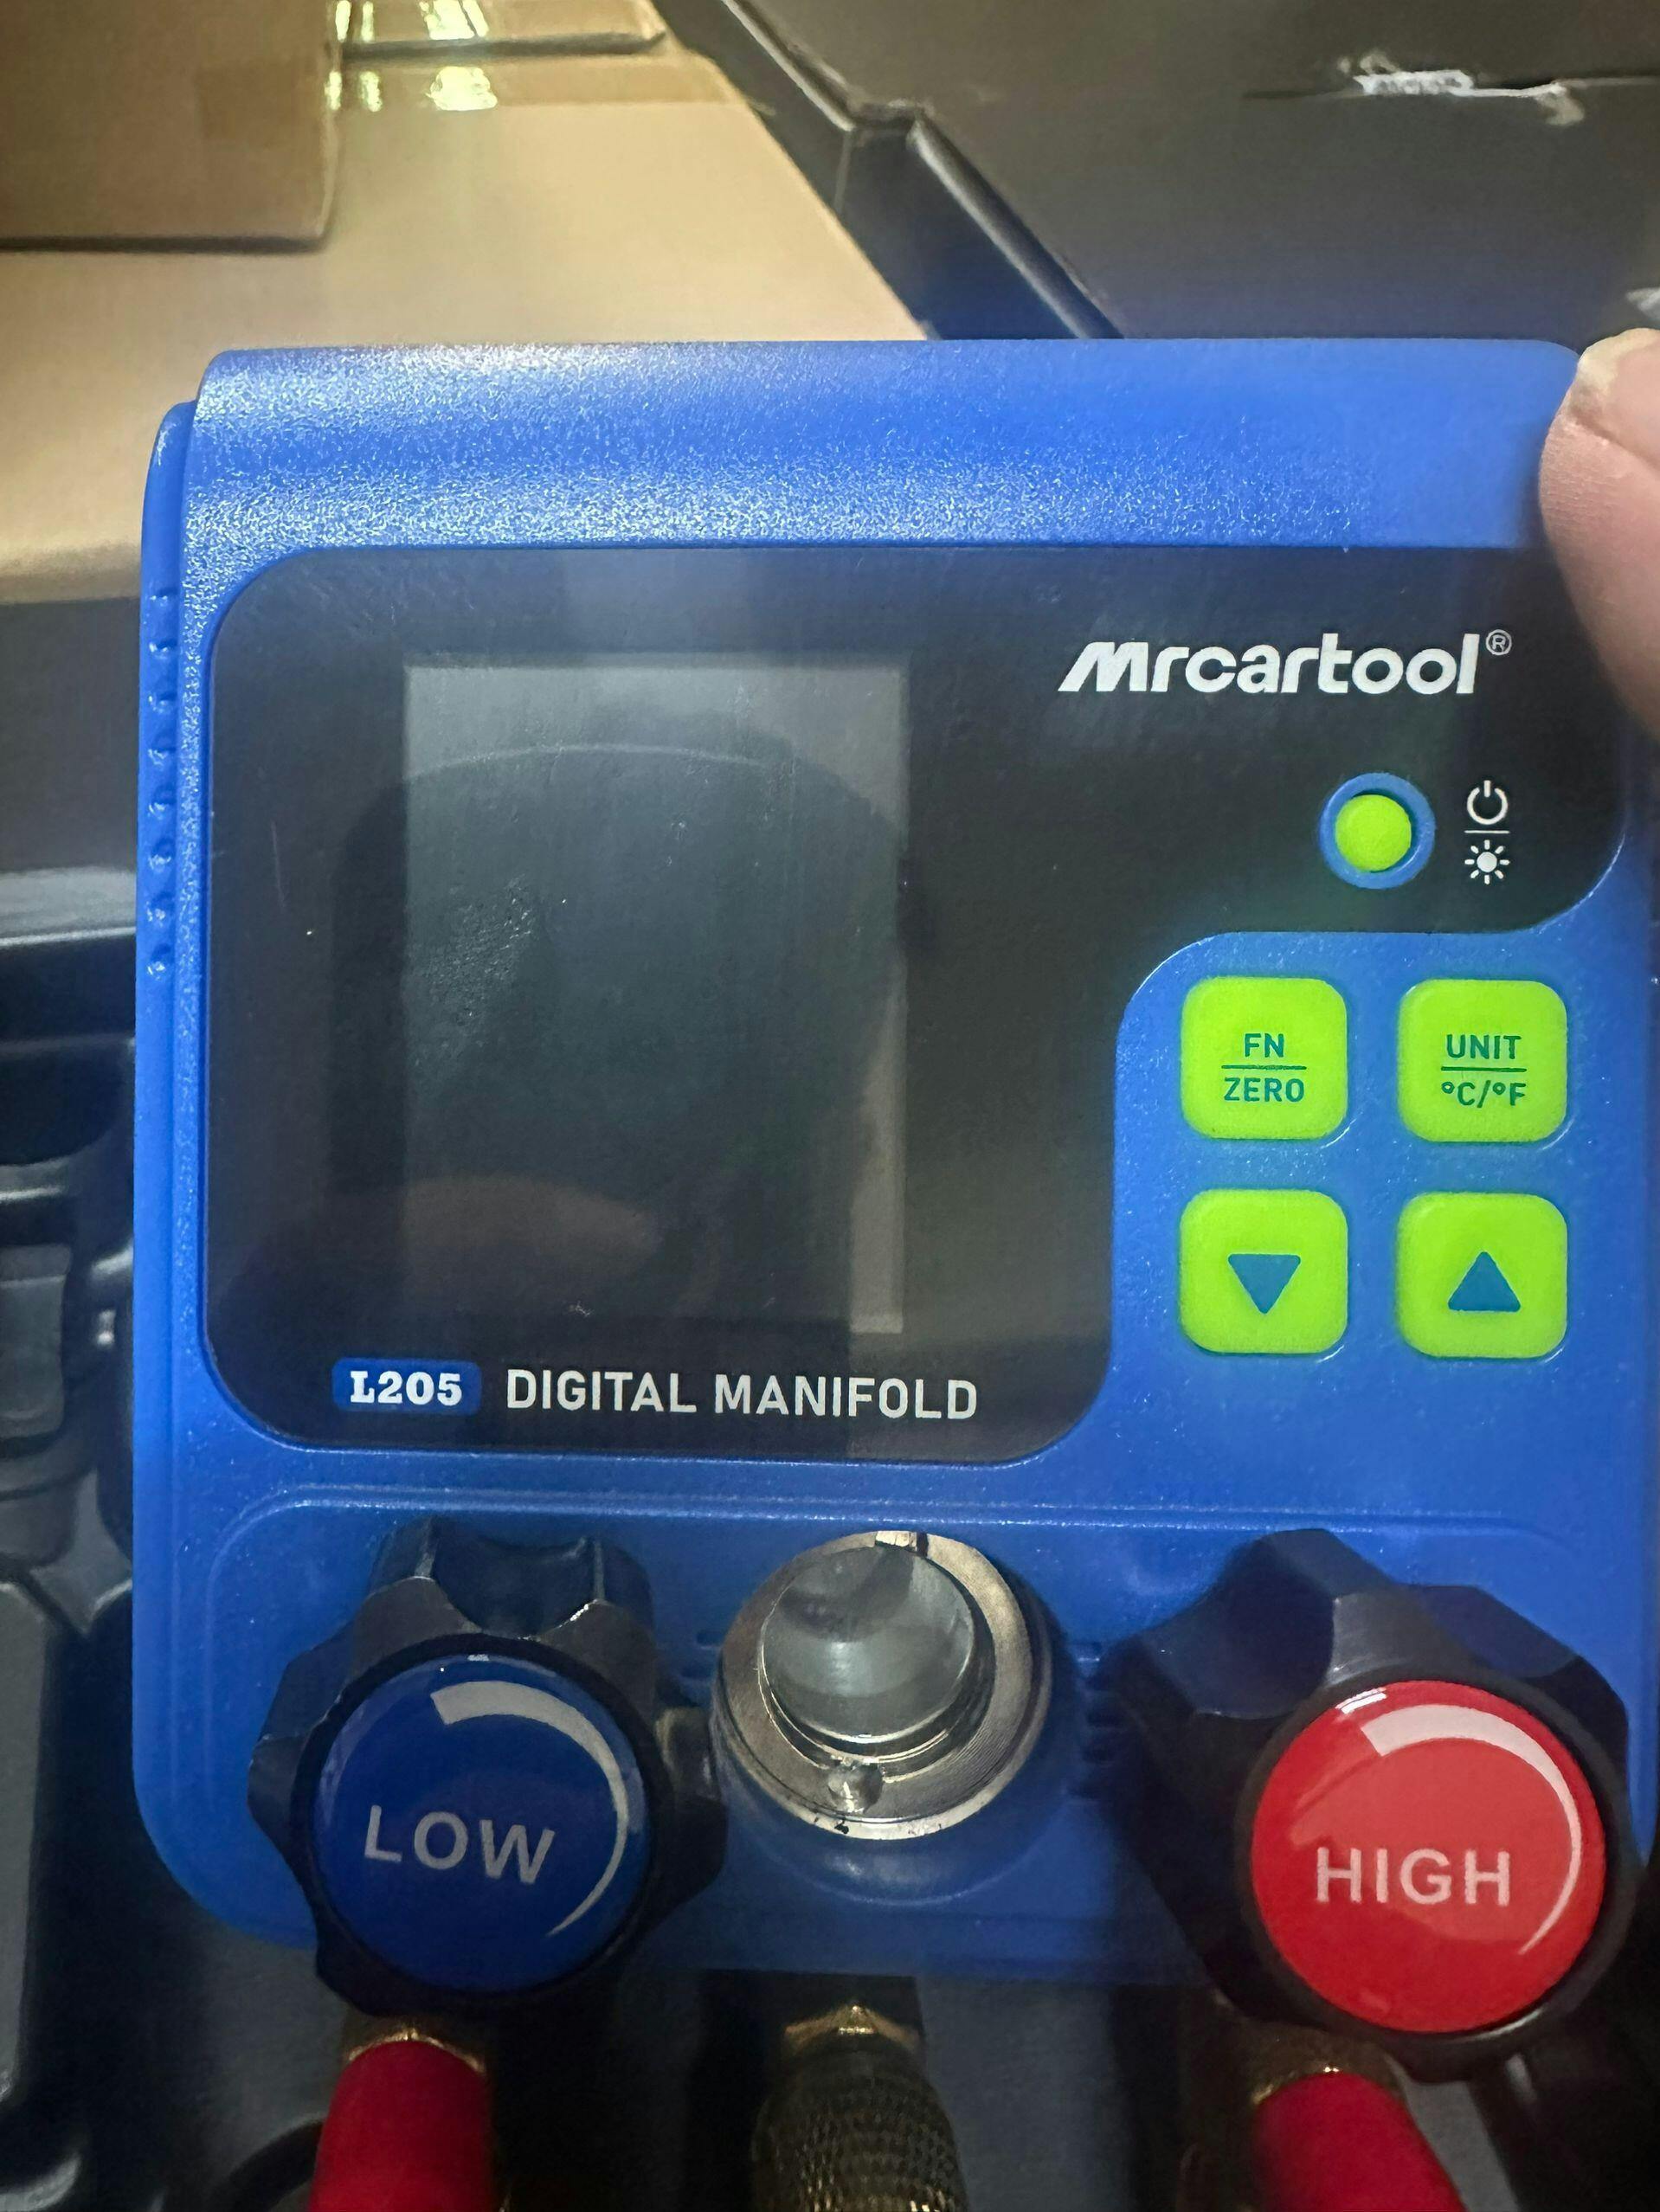 Mrcartool®
FN
ZERO
UNIT
°C/°F
L205 DIGITAL MANIFOLD
LOW
HIGH